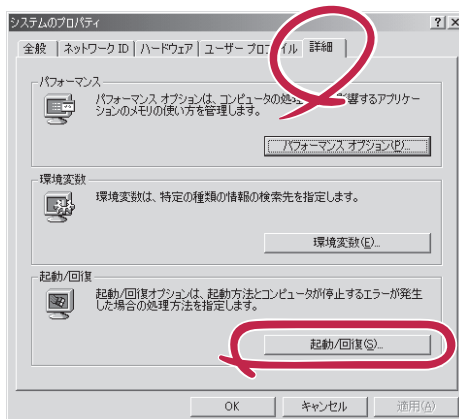 システムのプロパティ
全般 ネットワーク ID ハードウェア ユーザー プロファイル 詳細
パフォーマンス
パフォーマンス オプションは、コンピュータの処理 影響するアプリケー
ションのメモリの使い方を管理します。
パフォーマンス オプション(P)...
環境変数
環境変数は、特定の種類の情報の検索先を指定します。
環境変数(E)...
起動/回復
起動/回復オプションは、起動方法とコンピュータが停止するエラーが発生
した場合の処理方法を指定します。
起動/回復(S)...
OK キャンセル 適用(A)